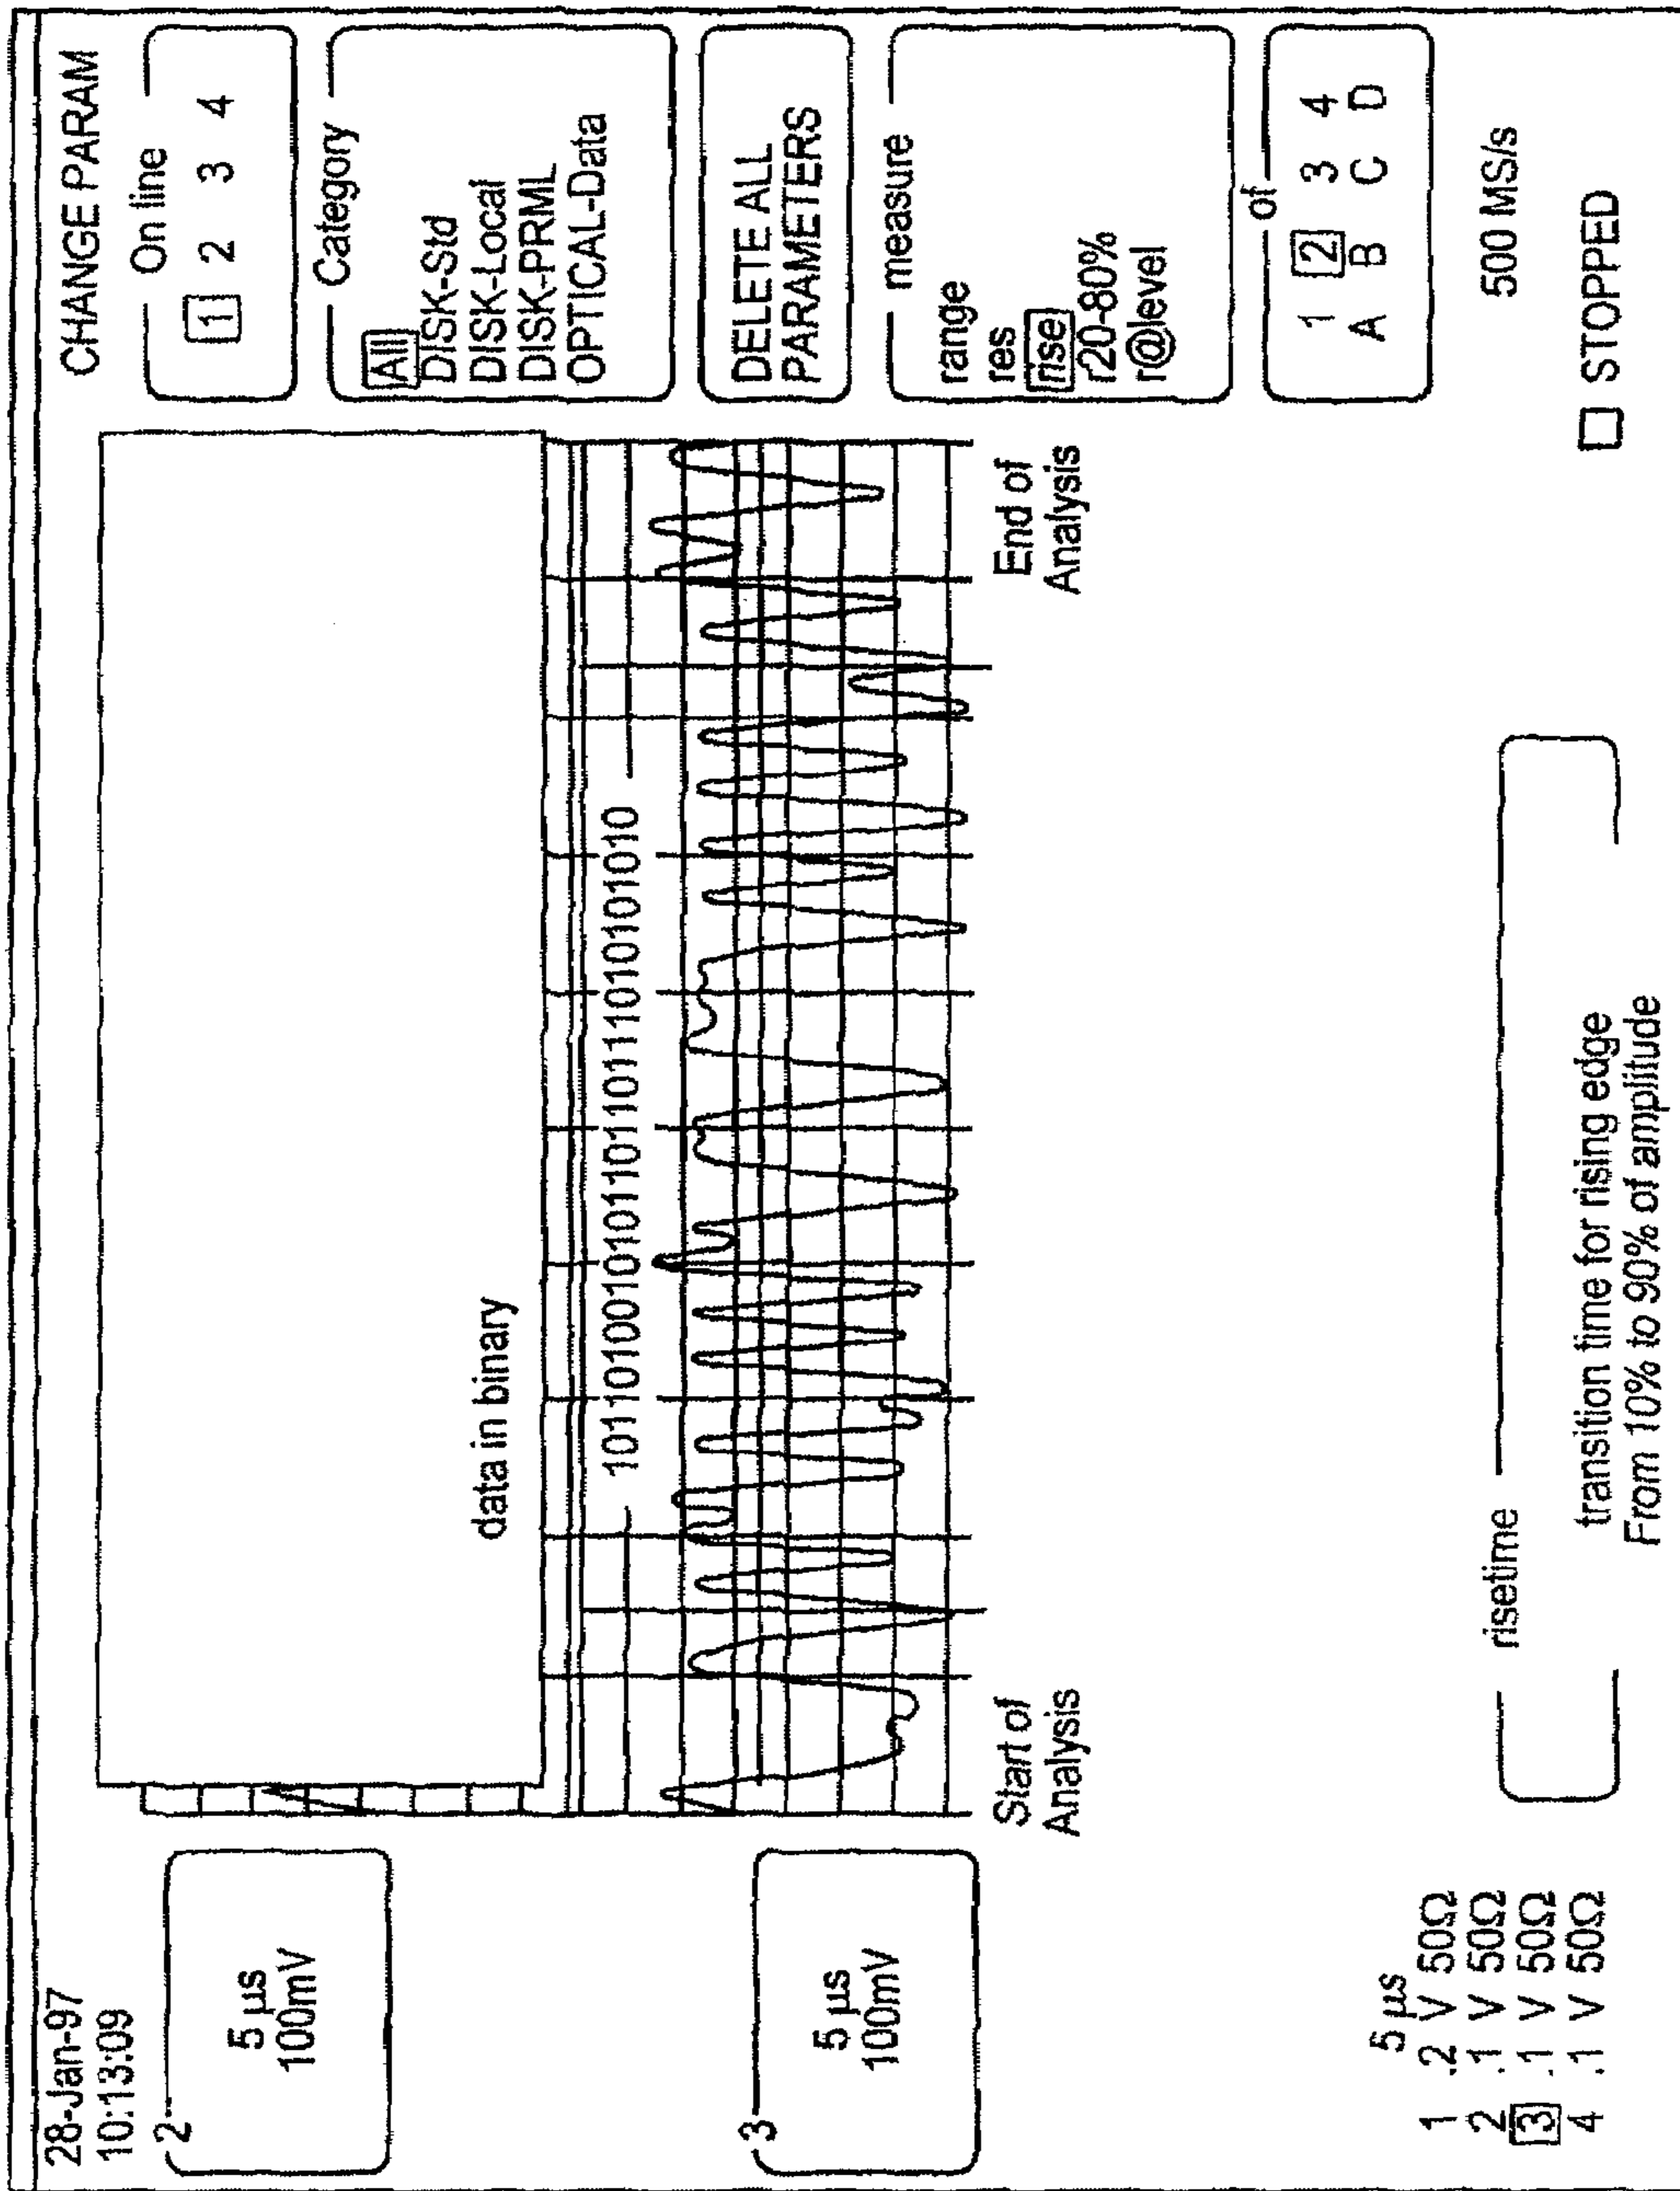 28-Jan-97
10:13:09
2
5 µs
100mV
3
5 µs
100mV
data in binary
1011010010101101101110101010
Start of
Analysis
End of
Analysis
CHANGE PARAM
On line
1 2 3 4
Category
All
DISK-Std
DISK-Local
DISK-PRML
OPTICAL-Data
DELETE ALL
PARAMETERS
measure
range
res
rise
r20-80%
r@level
of
1 2 3 4
A B C D
5 µs
1 .2 V 50Ω
2 .1 V 50Ω
3 .1 V 50Ω
4 .1 V 50Ω
risetime
transition time for rising edge
From 10% to 90% of amplitude
500 MS/s
STOPPED